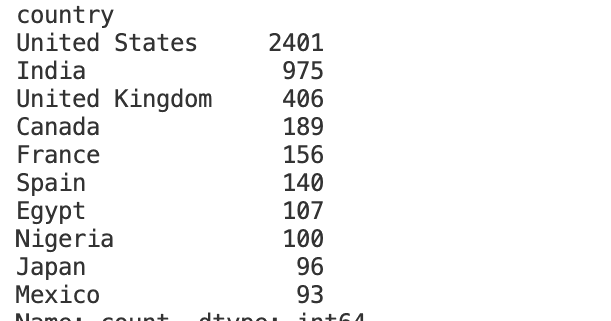 country
United States     2401
India              975
United Kingdom     406
Canada             189
France             156
Spain              140
Egypt              107
Nigeria            100
Japan               96
Mexico              93
Name: count, dtype: int64